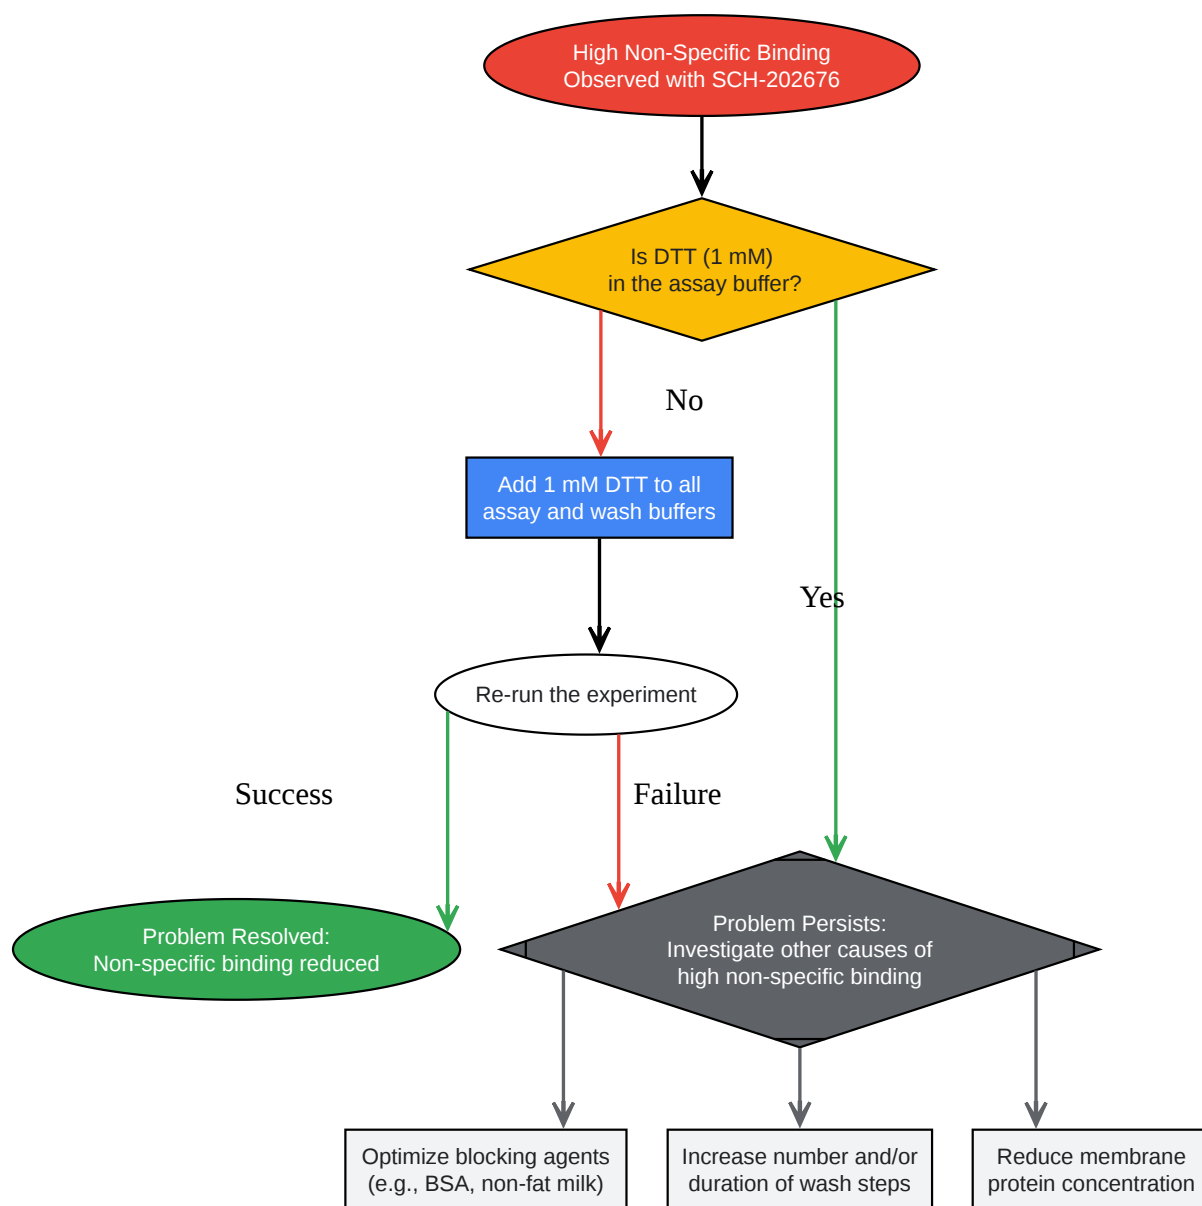 High Non-Specific Binding
Observed with SCH-202676
Is DTT (1 mM)
in the assay buffer?
No
Add 1 mM DTT to all
assay and wash buffers
Yes
Re-run the experiment
Success
Failure
Problem Resolved:
Non-specific binding reduced
Problem Persists:
Investigate other causes of
high non-specific binding
Optimize blocking agents
(e.g., BSA, non-fat milk)
Increase number and/or
duration of wash steps
Reduce membrane
protein concentration